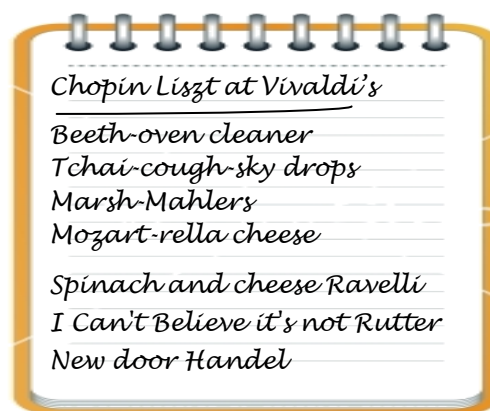 Chopin Liszt at Vivaldi's
Beeth-oven cleaner
Tchai-cough-sky drops
Marsh-Mahlers
Mozart-rella cheese
Spinach and cheese Ravelli
I Can't Believe it's not Rutter
New door Handel